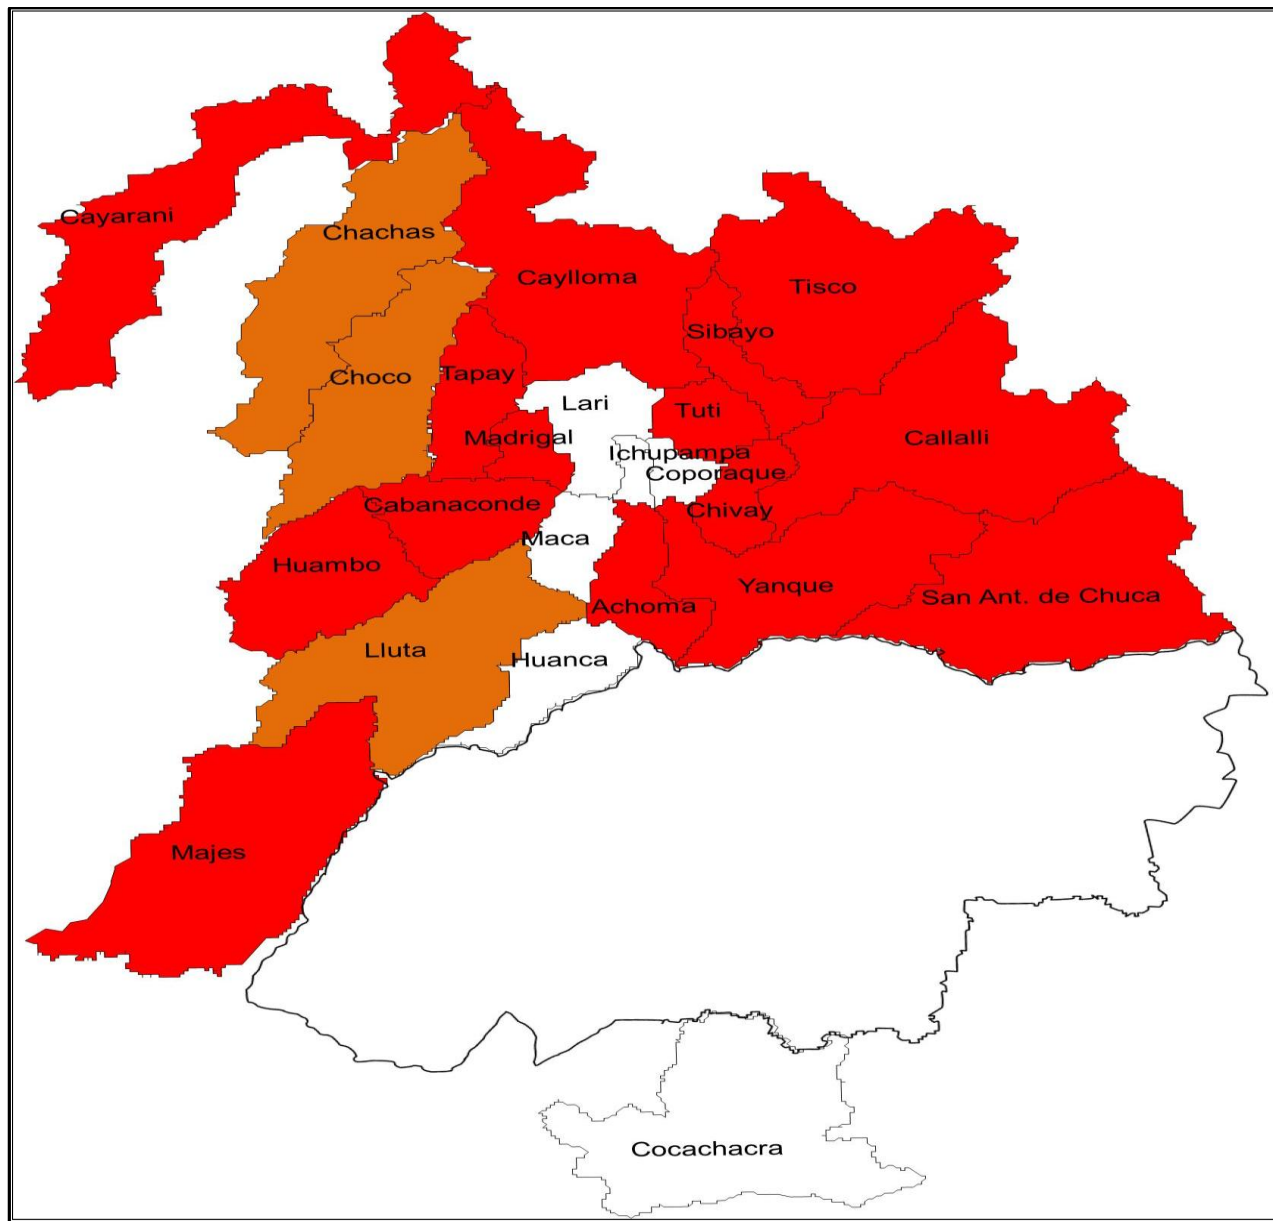 Cayarani
Chachas
Caylloma
Tisco
Sibayo
Choco
Tapay
Lari
Tuti
Madrigal
Callalli
Ichupampa
Coporaque
Cabanaconde
Chivay
Maca
Huambo
Yanque
San Ant. de Chuca
Achoma
Lluta
Huanca
Majes
Cocachacra